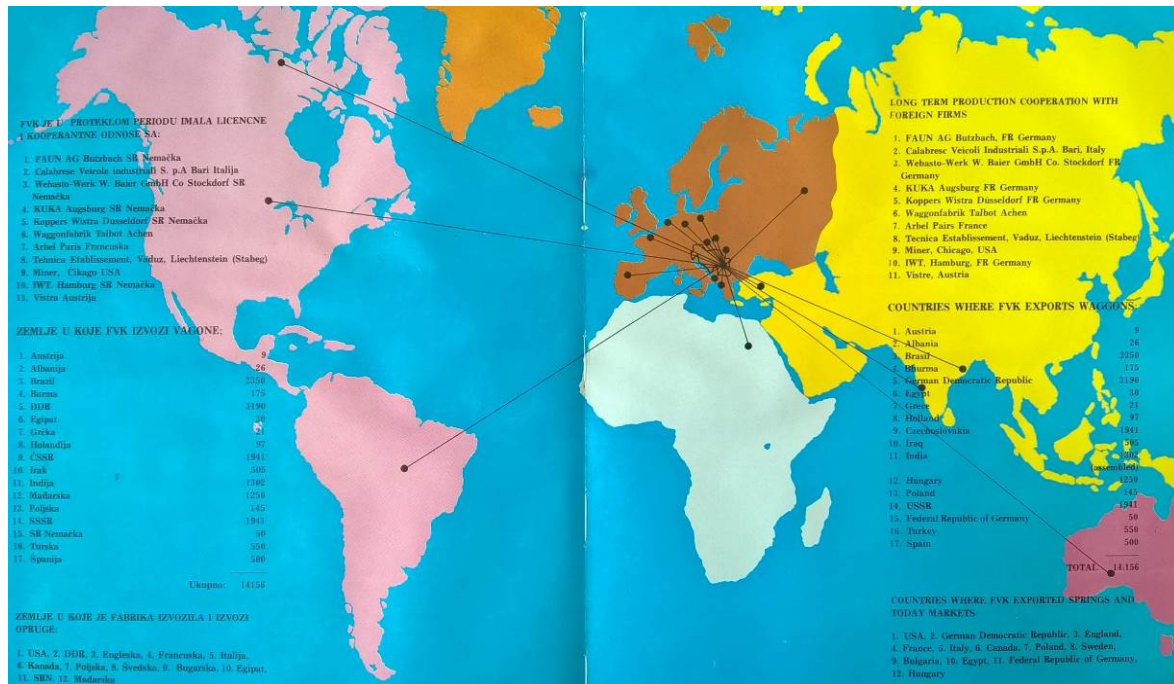 FVK JE U PROTEKLOM PERIODU IMALA LICENCNE
I KOOPERANTNE ODNOSE SA:
1. FAUN AG Butzbach SR Nemačka
2. Calabrese Veicole industriali S. p.A Bari Italija
3. Webasto-Werk W. Baier GmbH Co Stockdorf SR
Nemačka
4. KUKA Augsburg SR Nemačka
5. Koppers Wistra Dusseldorf SR Nemačka
6. Waggonfabrik Talbot Achen
7. Arbel Paris Francuska
8. Tehnica Etablissement, Vaduz, Liechtenstein (Stabeg)
9. Miner, Čikago USA
10. IWT. Hamburg SR Nemačka
11. Vistra Austrija
ZEMLJE U KOJE FVK IZVOZI VAGONE:
1. Austrija 9
2. Albanija 26
3. Brazil 2350
4. Burma 175
5. DDR 3190
6. Egipat 30
7. Grčka 21
8. Holandija 97
9. ČSSR 1941
10. Irak 505
11. Indija 1302
12. Mađarska 1250
13. Poljska 145
14. SSSR 1941
15. SR Nemačka 50
16. Turska 550
17. Španija 500
Ukupno: 14156
ZEMLJE U KOJE JE FABRIKA IZVOZILA I IZVOZI
OPRUGE:
1. USA, 2. DDR, 3. Engleska, 4. Francuska, 5. Italija,
6. Kanada, 7. Poljska, 8. Švedska, 9. Bugarska, 10. Egipat,
11. SRN, 12. Mađarska
LONG TERM PRODUCTION COOPERATION WITH
FOREIGN FIRMS
1. FAUN AG Butzbach, FR Germany
2. Calabresc Veicoli Industriali S.p.A. Bari, Italy
3. Webasto-Werk W. Baier GmbH Co. Stockdorf FR
Germany
4. KUKA Augsburg FR Germany
5. Koppers Wistra Düsseldorf FR Germany
6. Waggonfabrik Talbot Achen
7. Arbel Pairs France
8. Tecnica Establissement, Vaduz, Liechtenstein (Stabeg)
9. Miner, Chicago, USA
10. IWT, Hamburg, FR Germany
11. Vistre, Austria
COUNTRIES WHERE FVK EXPORTS WAGGONS:
1. Austria 9
2. Albania 26
3. Brasil 2350
4. Bhurma 175
5. German Democratic Republic 3190
6. Egypt 30
7. Grece 21
8. Holland 97
9. Czechoslovakia 1941
10. Iraq 505
11. India 1302
(assembled)
12. Hungary 1250
13. Poland 145
14. USSR 1941
15. Federal Republic of Germany 50
16. Turkey 550
17. Spain 500
TOTAL 14.156
COUNTRIES WHERE FVK EXPORTED SPRINGS AND
TODAY MARKETS
1. USA, 2. German Democratic Republic, 3. England,
4. France, 5. Italy, 6. Canada, 7. Poland, 8. Sweden,
9. Bulgaria, 10. Egypt, 11. Federal Republic of Germany,
12. Hungary